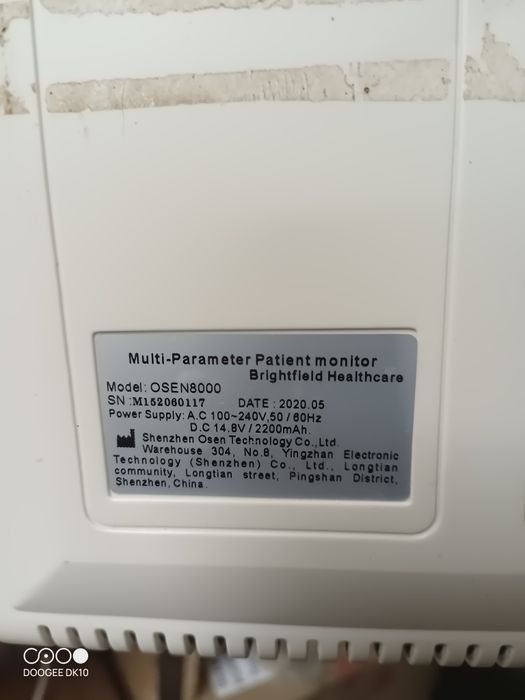 Multi-Parameter Patient monitor
Brightfield Healthcare
Model: OSEN8000
SN :M152060117 DATE : 2020.05
Power Supply: A.C 100~240V,50 / 60Hz
D.C 14.8V / 2200mAh.
Shenzhen Osen Technology Co.,Ltd.
Warehouse 304, No.8, Yingzhan Electronic
Technology (Shenzhen) Co., Ltd., Longtian
community, Longtian street, Pingshan District,
Shenzhen, China.
DOOGEE DK10